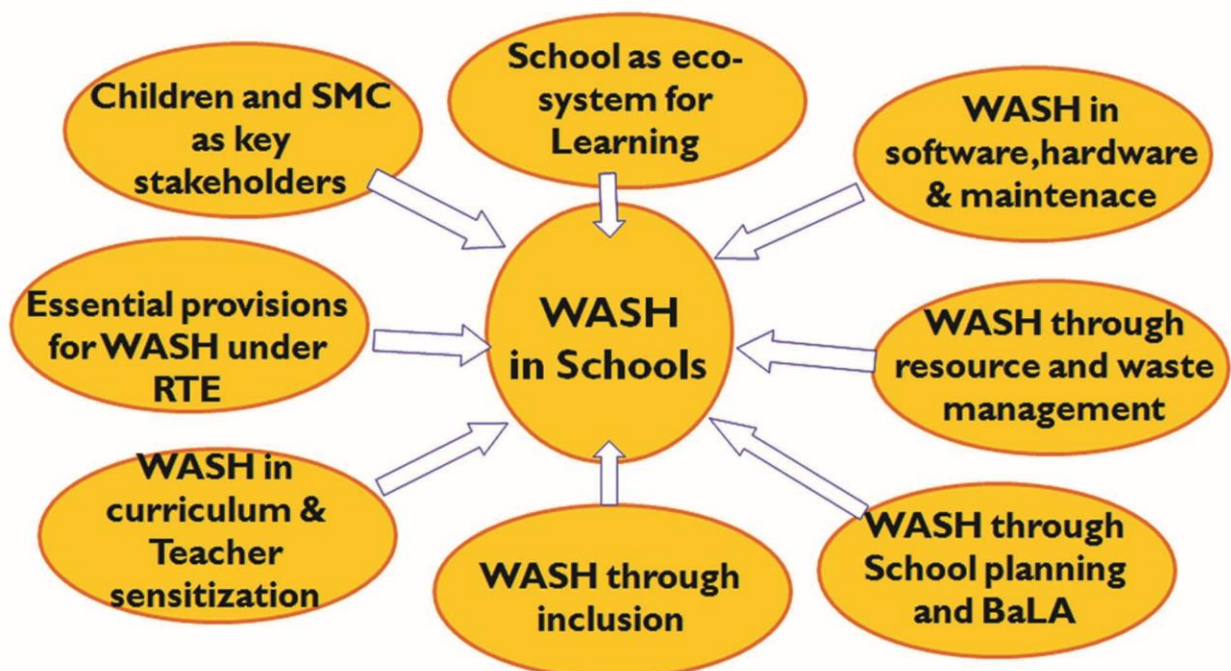 School as eco-
system for
Learning
Children and SMC
as key
stakeholders
WASH in
software,hardware
& maintenace
Essential provisions
for WASH under
RTE
WASH
in Schools
WASH through
resource and waste
management
WASH in
curriculum &
Teacher
sensitization
WASH through
inclusion
WASH through
School planning
and BaLA